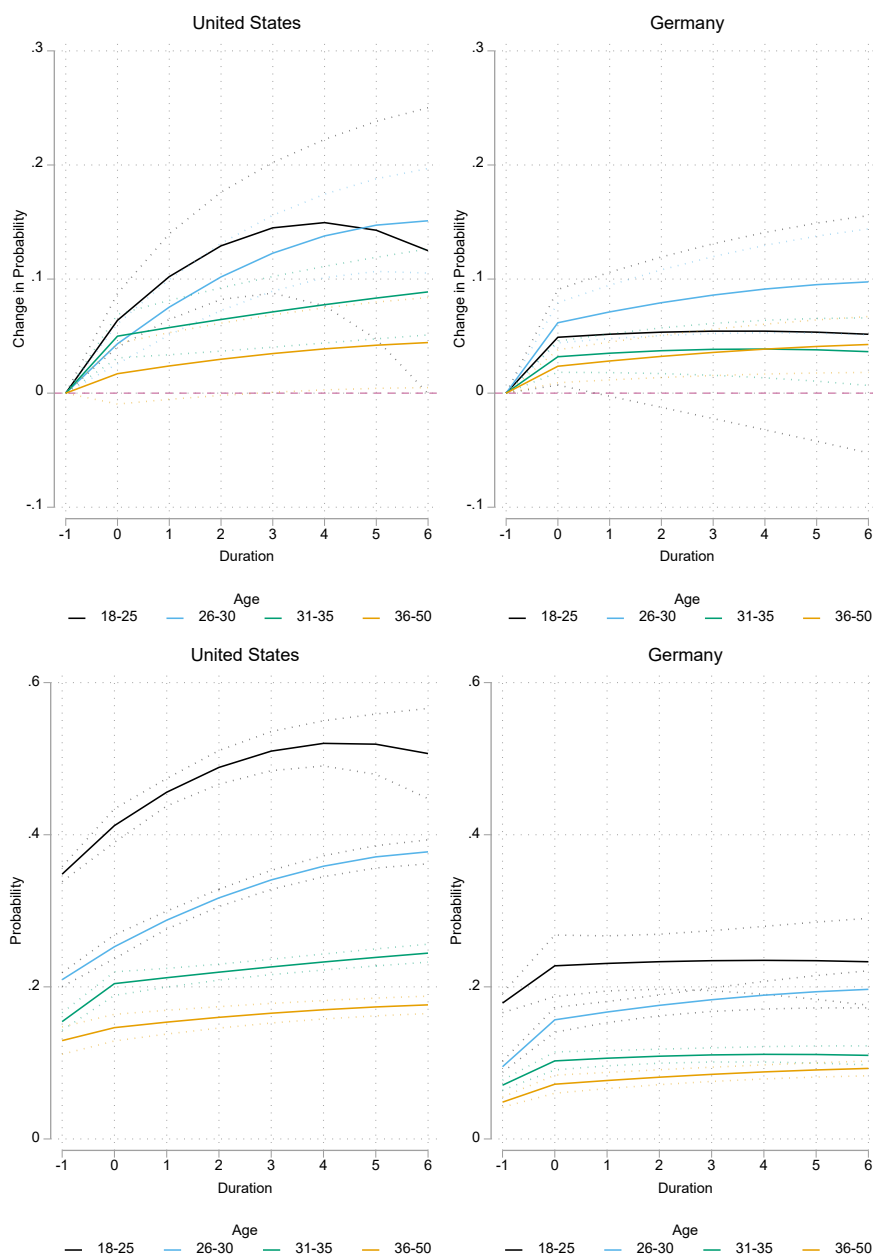 United States
Germany
.3
.2
.1
0
-.1
Change in Probability
-1 0 1 2 3 4 5 6
Duration
.3
.2
.1
0
-.1
Change in Probability
-1 0 1 2 3 4 5 6
Duration
Age
18-25 26-30 31-35 36-50
Age
18-25 26-30 31-35 36-50
United States
Germany
.6
.4
.2
0
Probability
-1 0 1 2 3 4 5 6
Duration
.6
.4
.2
0
Probability
-1 0 1 2 3 4 5 6
Duration
Age
18-25 26-30 31-35 36-50
Age
18-25 26-30 31-35 36-50